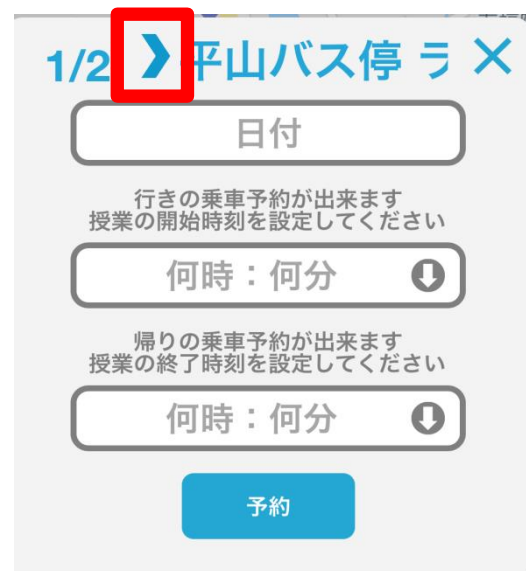 1/2 ❯ 平山バス停 ラ ×
日付
行きの乗車予約が出来ます
授業の開始時刻を設定してください
何時：何分
帰りの乗車予約が出来ます
授業の終了時刻を設定してください
何時：何分
予約